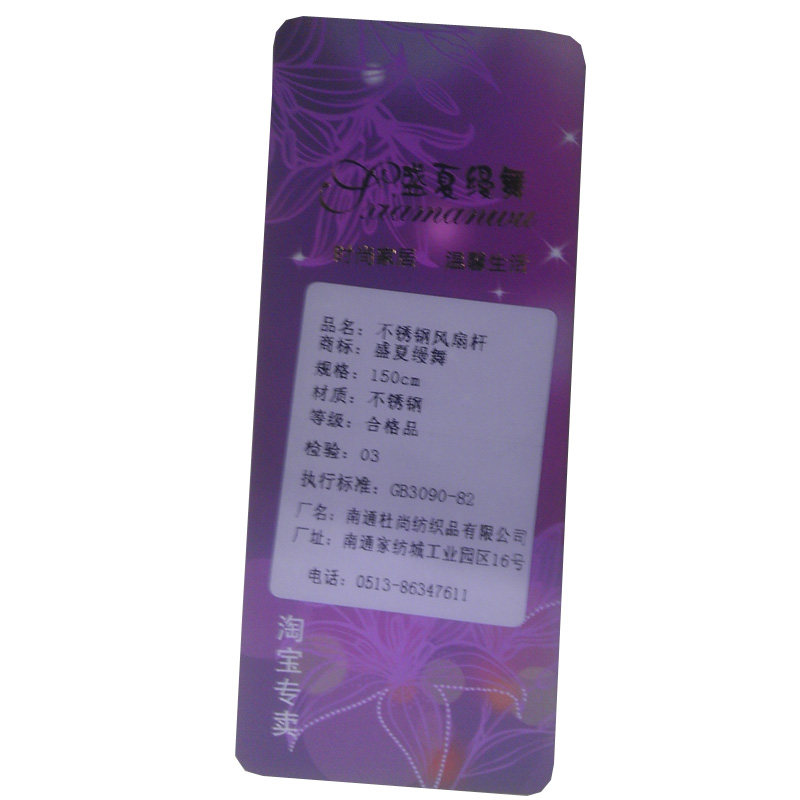 盛夏缦舞
Xiamanwu
时尚家居 温馨生活
品名：不锈钢风扇杆
商标：盛夏缦舞
规格：150cm
材质：不锈钢
等级：合格品
检验：03
执行标准：GB3090-82
厂名：南通杜尚纺织品有限公司
厂址：南通家纺城工业园区16号
电话：0513-86347611
淘宝专卖